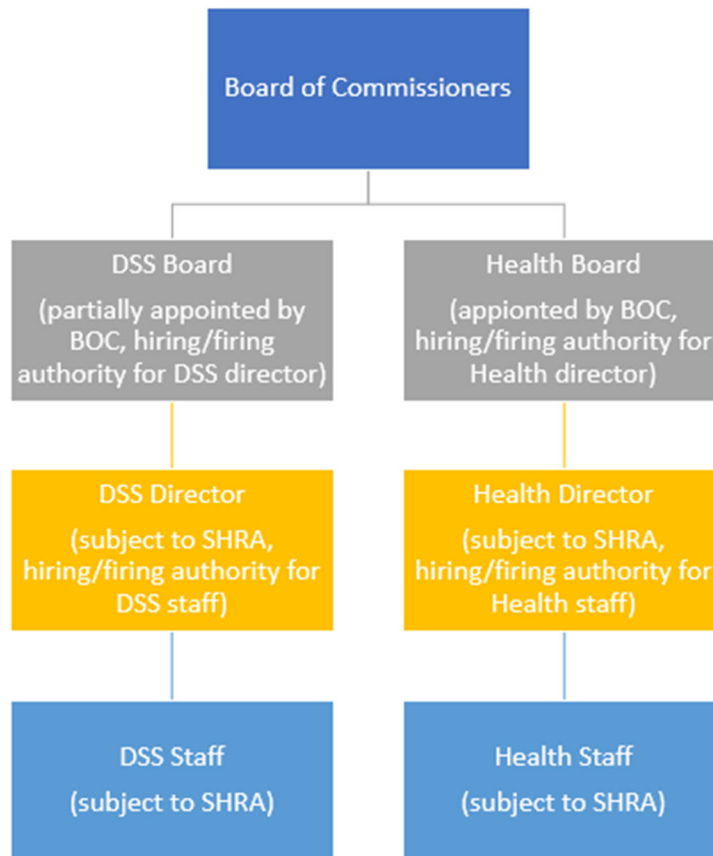 Board of Commissioners
DSS Board
(partially appointed by
BOC, hiring/firing
authority for DSS director)
Health Board
(appionted by BOC,
hiring/firing authority for
Health director)
DSS Director
(subject to SHRA,
hiring/firing authority for
DSS staff)
Health Director
(subject to SHRA,
hiring/firing authority for
Health staff)
DSS Staff
(subject to SHRA)
Health Staff
(subject to SHRA)